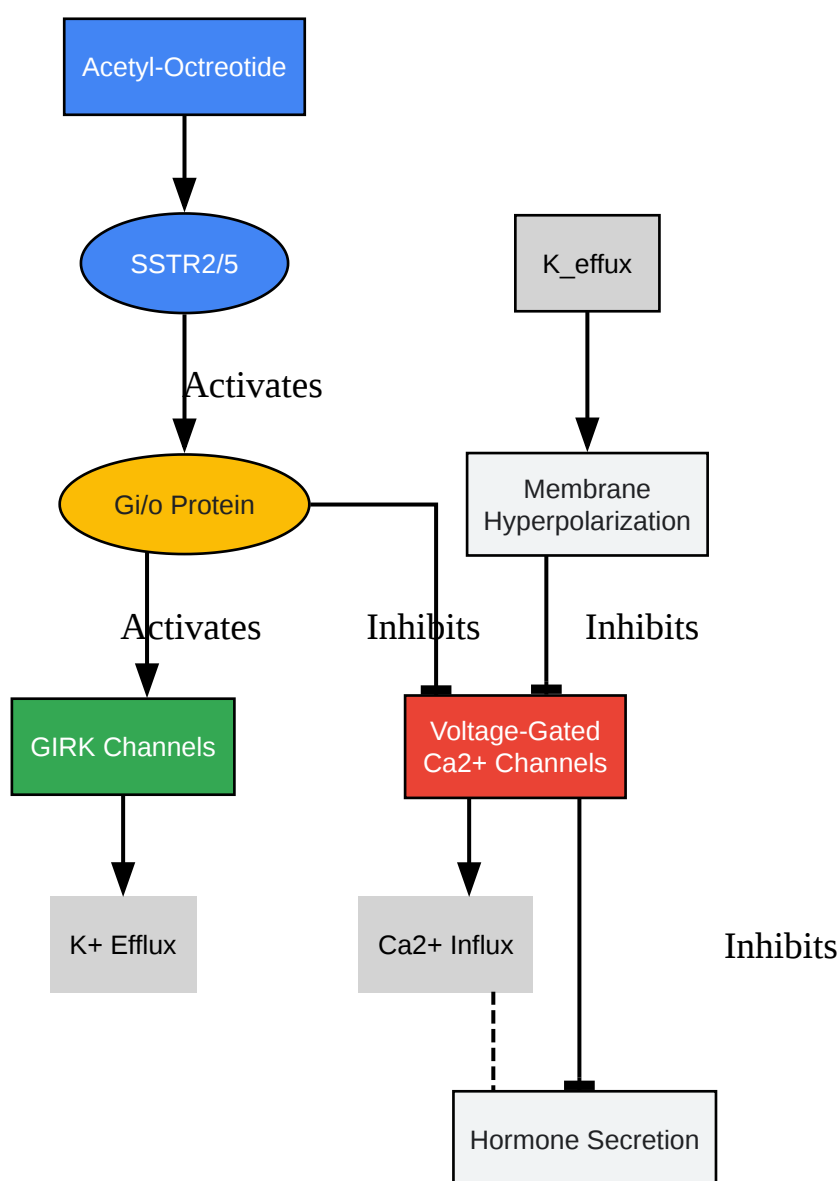 Acetyl-Octreotide
SSTR2/5
K_effux
Activates
Gi/o Protein
Membrane
Hyperpolarization
Activates
Inhibits
Inhibits
GIRK Channels
Voltage-Gated
Ca2+ Channels
K+ Efflux
Ca2+ Influx
Inhibits
Hormone Secretion